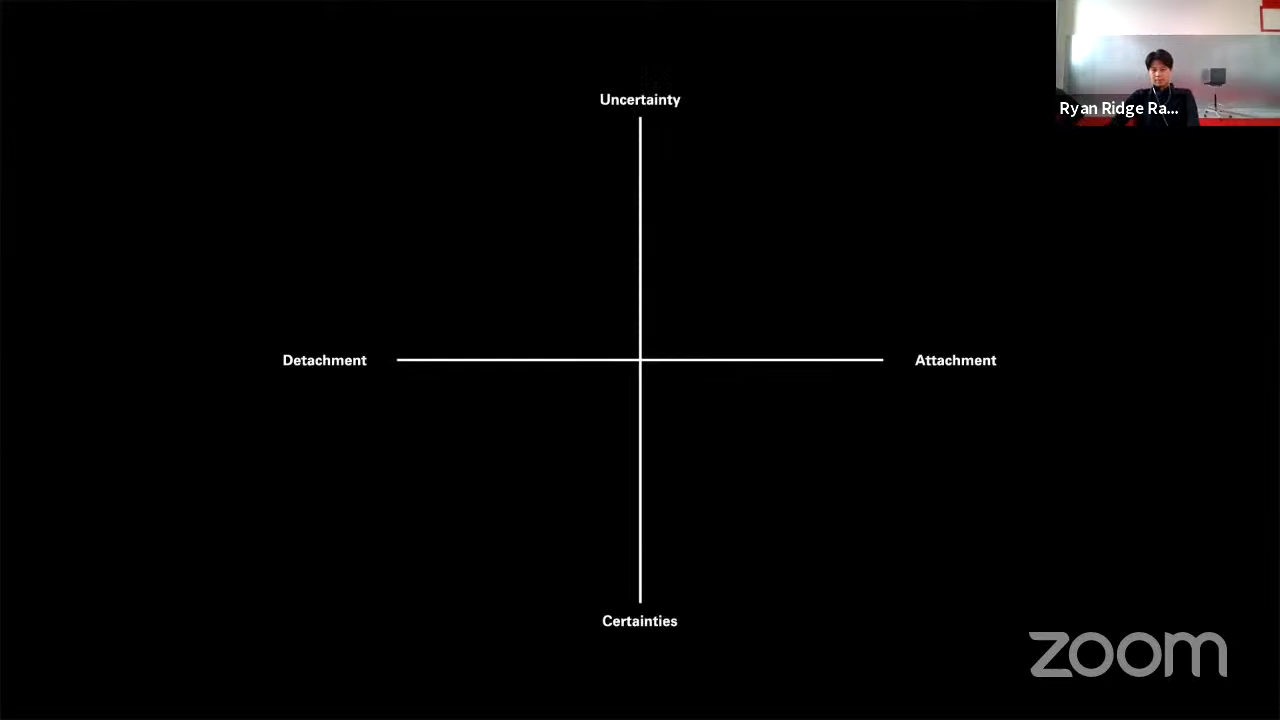 Uncertainty
Ryan Ridge Ra...
Detachment
Attachment
Certainties
zoom